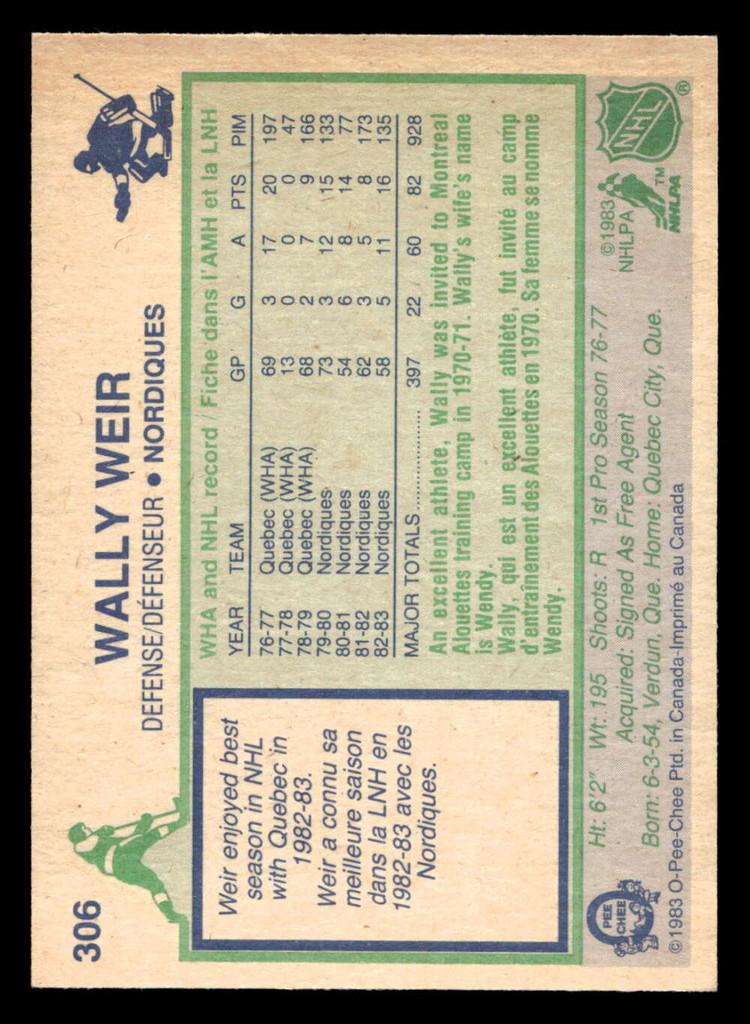 306
WALLY WEIR
DEFENSE/DÉFENSEUR • NORDIQUES
Weir enjoyed best
season in NHL
with Quebec in
1982-83.
Weir a connu sa
meilleure saison
dans la LNH en
1982-83 avec les
Nordiques.
WHA and NHL record / Fiche dans l'AMH et la LNH
YEAR TEAM GP G A PTS PIM
76-77 Quebec (WHA) 69 3 17 20 197
77-78 Quebec (WHA) 13 0 0 0 47
78-79 Quebec (WHA) 68 2 7 9 166
79-80 Nordiques 73 3 12 15 133
80-81 Nordiques 54 6 8 14 77
81-82 Nordiques 62 3 5 8 173
82-83 Nordiques 58 5 11 16 135
MAJOR TOTALS .................. 397 22 60 82 928
An excellent athlete, Wally was invited to Montreal
Alouettes training camp in 1970-71. Wally's wife's name
is Wendy.
Wally, qui est un excellent athlète, fut invité au camp
d'entraînement des Alouettes en 1970. Sa femme se nomme
Wendy.
PEE
CHEE
Ht: 6'2" Wt: 195 Shoots: R 1st Pro Season 76-77
Acquired: Signed As Free Agent
Born: 6-3-54, Verdun, Que. Home: Quebec City, Que.
© 1983 O-Pee-Chee Ptd. in Canada-Imprimé au Canada
© 1983
NHLPA
NHLPA
TM
NHL
®